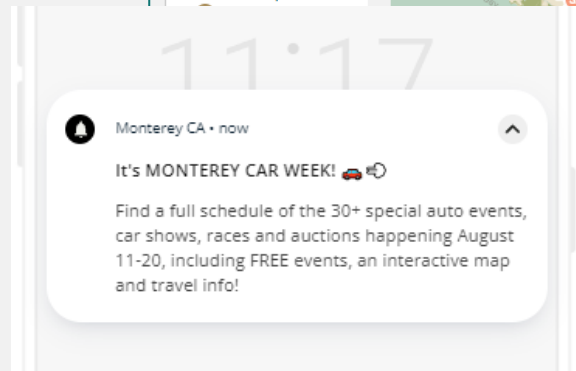 11:17
Monterey CA • now
It's MONTEREY CAR WEEK! 🚗💨
Find a full schedule of the 30+ special auto events,
car shows, races and auctions happening August
11-20, including FREE events, an interactive map
and travel info!